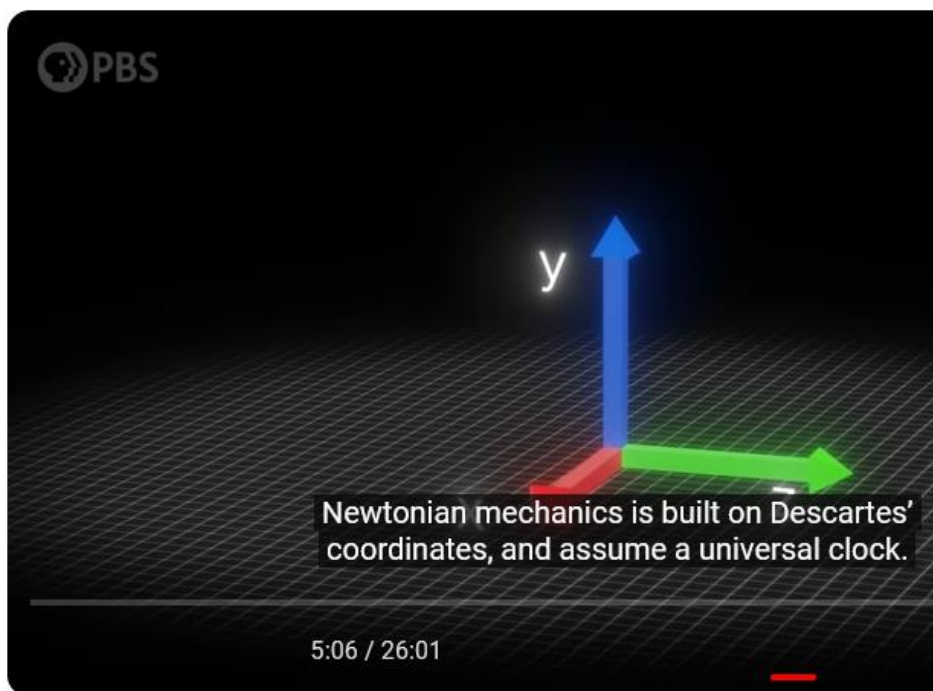 PBS
y
Newtonian mechanics is built on Descartes’
coordinates, and assume a universal clock.
5:06 / 26:01